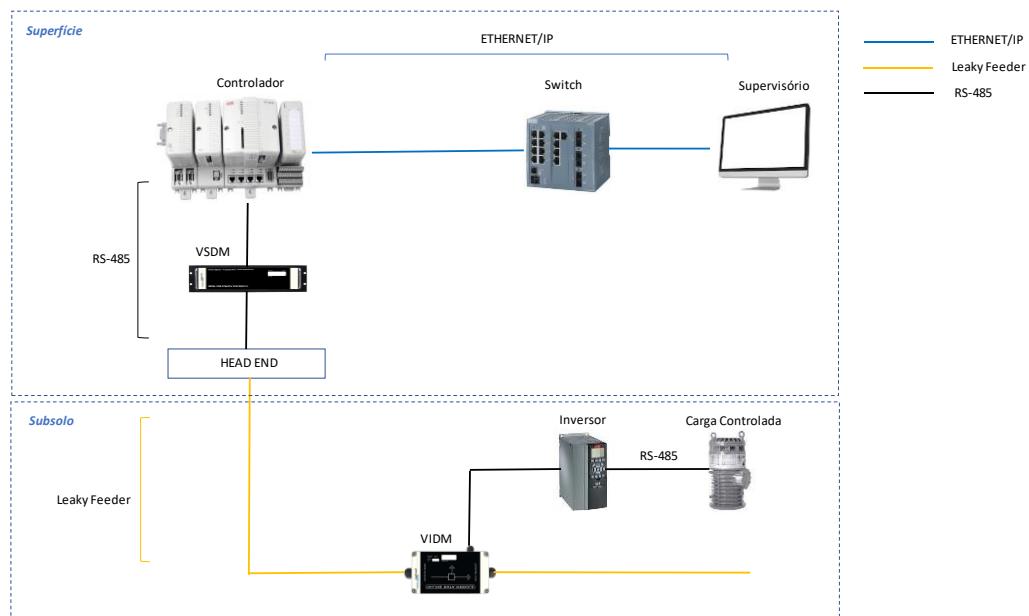 Superfície
ETHERNET/IP
ETHERNET/IP
Leaky Feeder
RS-485
Controlador
Switch
Supervisório
VSDM
RS-485
HEAD END
Subsolo
Inversor
Carga Controlada
RS-485
Leaky Feeder
VIDM